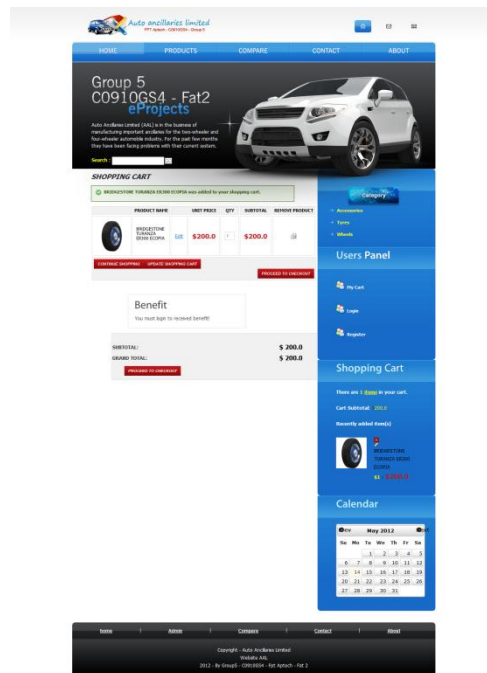 Auto ancillaries limited
FPT Aptech - C0910GS4 - Group 5
HOME PRODUCTS COMPARE CONTACT ABOUT
Group 5
C0910GS4 - Fat2
eProjects
Auto Ancillaries Limited (AAL) is in the business of
manufacturing important ancillaries for the two-wheeler and
four-wheeler automobile industry. For the past few months
they have been facing problems with their current system.
Search :
SHOPPING CART
BRIDGESTONE TURANZA ER300 ECOPIA was added to your shopping cart.
PRODUCT NAME UNIT PRICE QTY SUBTOTAL REMOVE PRODUCT
BRIDGESTONE
TURANZA
ER300 ECOPIA
Edit $200.0 $200.0
CONTINUE SHOPPING UPDATE SHOPPING CART
PROCEED TO CHECKOUT
Benefit
You must login to received benefit!
SUBTOTAL: $ 200.0
GRAND TOTAL: $ 200.0
PROCEED TO CHECKOUT
Category
Accessories
Tyres
Wheels
Users Panel
My Cart
Login
Register
Shopping Cart
There are 1 items in your cart.
Cart Subtotal: 200.0
Recently added item(s)
BRIDGESTONE
TURANZA ER300
ECOPIA
$200.0
Calendar
May 2012
Su Mo Tu We Th Fr Sa
1 2 3 4 5
6 7 8 9 10 11 12
13 14 15 16 17 18 19
20 21 22 23 24 25 26
27 28 29 30 31
home | Admin | Compare | Contact | About
Copyright - Auto Ancillaries Limited
Website AAL
2012 - By Group5 - C0910GS4 - Fpt Aptech - Fat 2